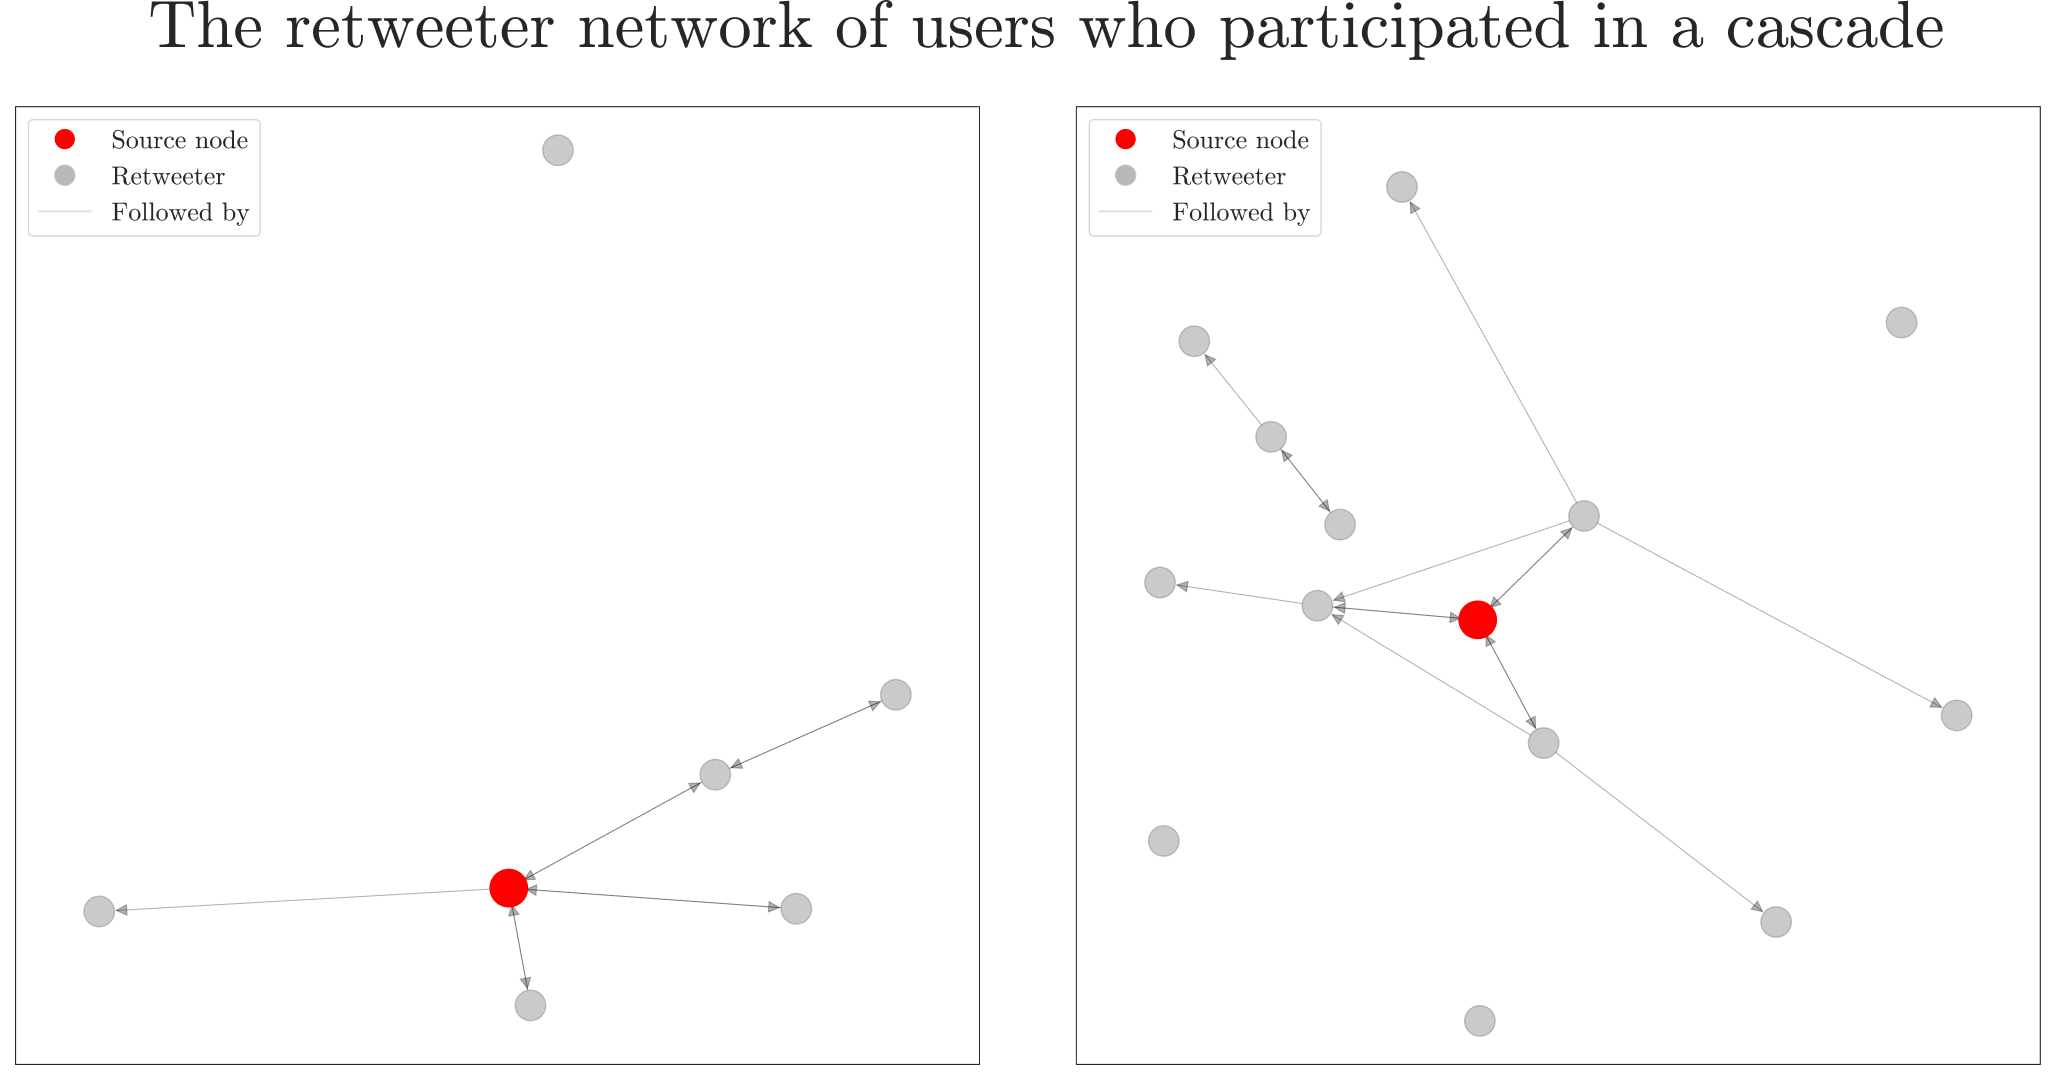 The retweeter network of users who participated in a cascade
Source node
Retweeter
Followed by
Source node
Retweeter
Followed by